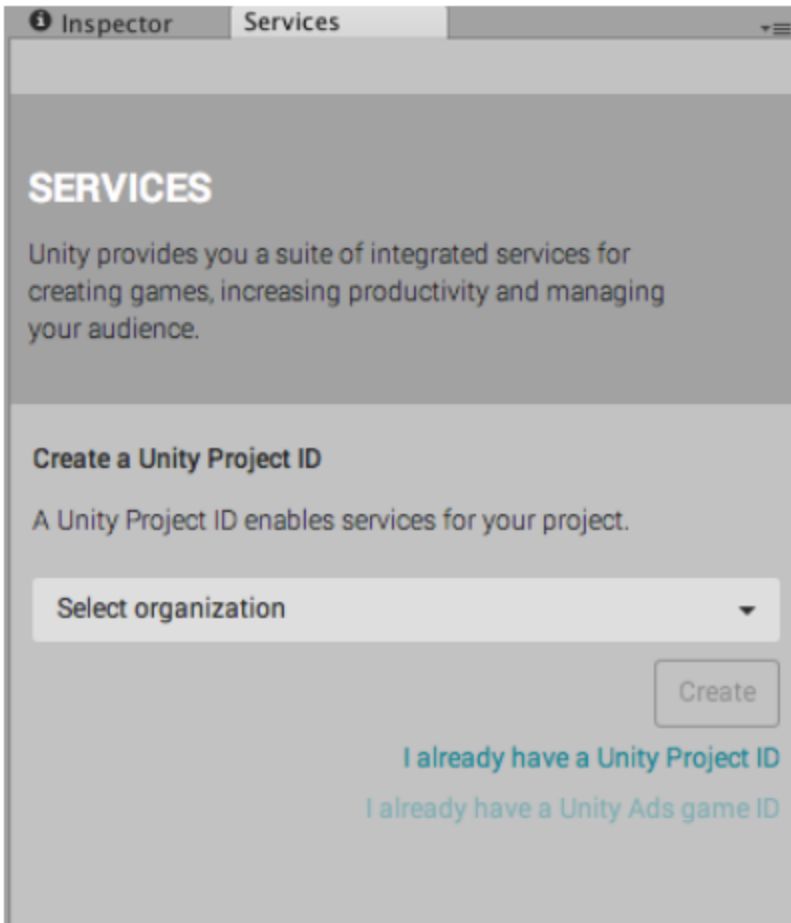 Inspector
Services
SERVICES
Unity provides you a suite of integrated services for
creating games, increasing productivity and managing
your audience.
Create a Unity Project ID
A Unity Project ID enables services for your project.
Select organization
Create
I already have a Unity Project ID
I already have a Unity Ads game ID